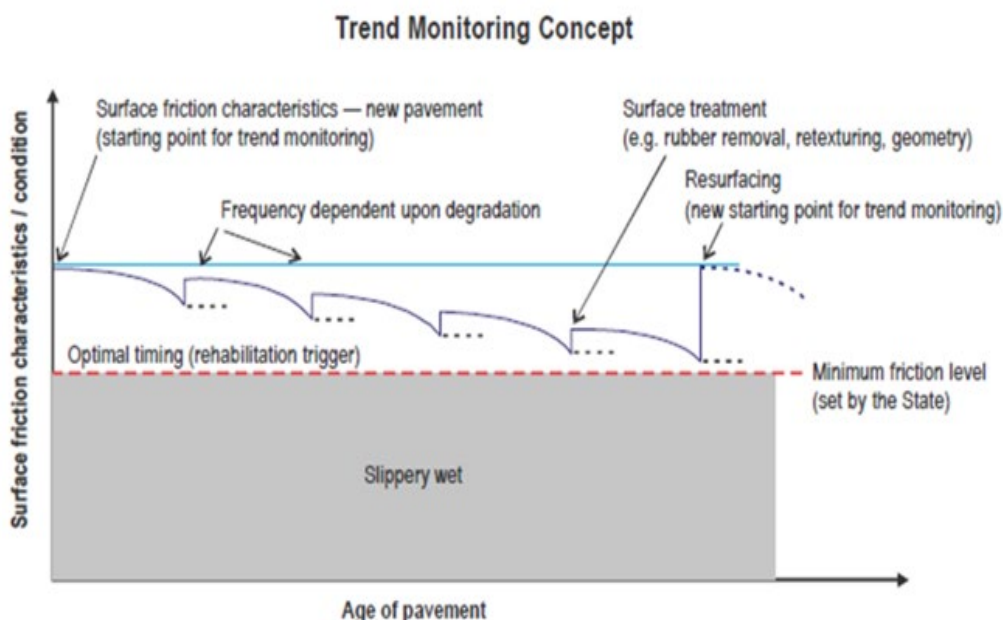 Trend Monitoring Concept
Surface friction characteristics — new pavement
(starting point for trend monitoring)
Surface treatment
(e.g. rubber removal, retexturing, geometry)
Resurfacing
(new starting point for trend monitoring)
Frequency dependent upon degradation
Optimal timing (rehabilitation trigger)
Minimum friction level
(set by the State)
Slippery wet
Surface friction characteristics / condition
Age of pavement